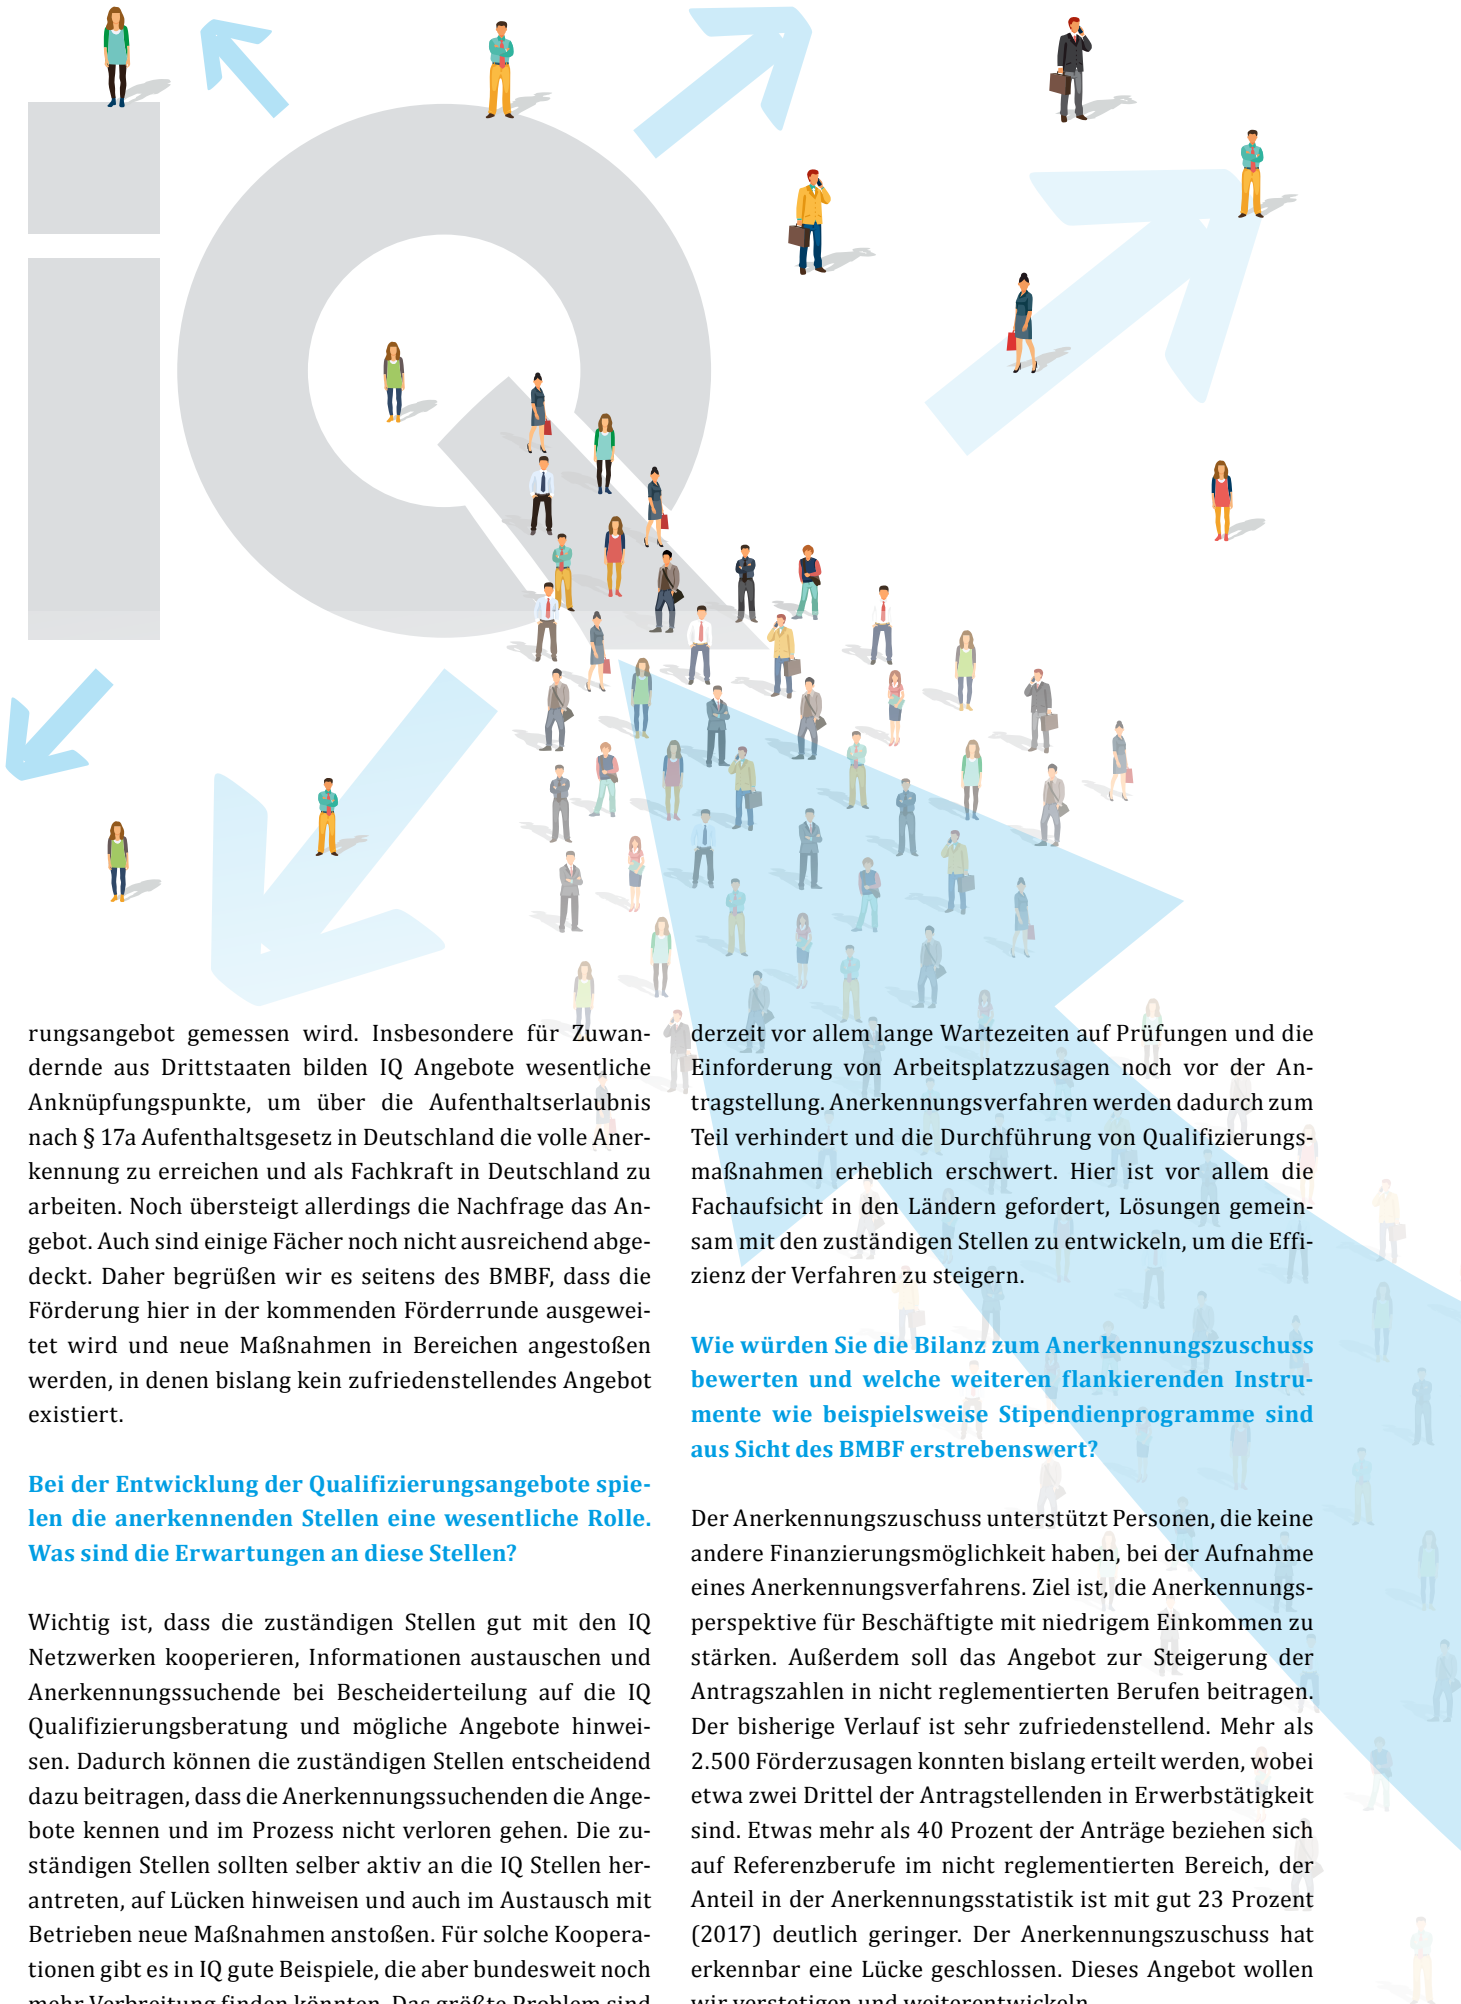 iQ
rungsangebot gemessen wird. Insbesondere für Zuwan-
dernde aus Drittstaaten bilden IQ Angebote wesentliche
Anknüpfungspunkte, um über die Aufenthaltserlaubnis
nach § 17a Aufenthaltsgesetz in Deutschland die volle Aner-
kennung zu erreichen und als Fachkraft in Deutschland zu
arbeiten. Noch übersteigt allerdings die Nachfrage das An-
gebot. Auch sind einige Fächer noch nicht ausreichend abge-
deckt. Daher begrüßen wir es seitens des BMBF, dass die
Förderung hier in der kommenden Förderrunde ausgewei-
tet wird und neue Maßnahmen in Bereichen angestoßen
werden, in denen bislang kein zufriedenstellendes Angebot
existiert.
Bei der Entwicklung der Qualifizierungsangebote spie-
len die anerkennenden Stellen eine wesentliche Rolle.
Was sind die Erwartungen an diese Stellen?
Wichtig ist, dass die zuständigen Stellen gut mit den IQ
Netzwerken kooperieren, Informationen austauschen und
Anerkennungssuchende bei Bescheiderteilung auf die IQ
Qualifizierungsberatung und mögliche Angebote hinwei-
sen. Dadurch können die zuständigen Stellen entscheidend
dazu beitragen, dass die Anerkennungssuchenden die Ange-
bote kennen und im Prozess nicht verloren gehen. Die zu-
ständigen Stellen sollten selber aktiv an die IQ Stellen her-
antreten, auf Lücken hinweisen und auch im Austausch mit
Betrieben neue Maßnahmen anstoßen. Für solche Koopera-
tionen gibt es in IQ gute Beispiele, die aber bundesweit noch
mehr Verbreitung finden könnten. Das größte Problem sind
derzeit vor allem lange Wartezeiten auf Prüfungen und die
Einforderung von Arbeitsplatzzusagen noch vor der An-
tragstellung. Anerkennungsverfahren werden dadurch zum
Teil verhindert und die Durchführung von Qualifizierungs-
maßnahmen erheblich erschwert. Hier ist vor allem die
Fachaufsicht in den Ländern gefordert, Lösungen gemein-
sam mit den zuständigen Stellen zu entwickeln, um die Effi-
zienz der Verfahren zu steigern.
Wie würden Sie die Bilanz zum Anerkennungszuschuss
bewerten und welche weiteren flankierenden Instru-
mente wie beispielsweise Stipendienprogramme sind
aus Sicht des BMBF erstrebenswert?
Der Anerkennungszuschuss unterstützt Personen, die keine
andere Finanzierungsmöglichkeit haben, bei der Aufnahme
eines Anerkennungsverfahrens. Ziel ist, die Anerkennungs-
perspektive für Beschäftigte mit niedrigem Einkommen zu
stärken. Außerdem soll das Angebot zur Steigerung der
Antragszahlen in nicht reglementierten Berufen beitragen.
Der bisherige Verlauf ist sehr zufriedenstellend. Mehr als
2.500 Förderzusagen konnten bislang erteilt werden, wobei
etwa zwei Drittel der Antragstellenden in Erwerbstätigkeit
sind. Etwas mehr als 40 Prozent der Anträge beziehen sich
auf Referenzberufe im nicht reglementierten Bereich, der
Anteil in der Anerkennungsstatistik ist mit gut 23 Prozent
(2017) deutlich geringer. Der Anerkennungszuschuss hat
erkennbar eine Lücke geschlossen. Dieses Angebot wollen
wir verstetigen und weiterentwickeln.